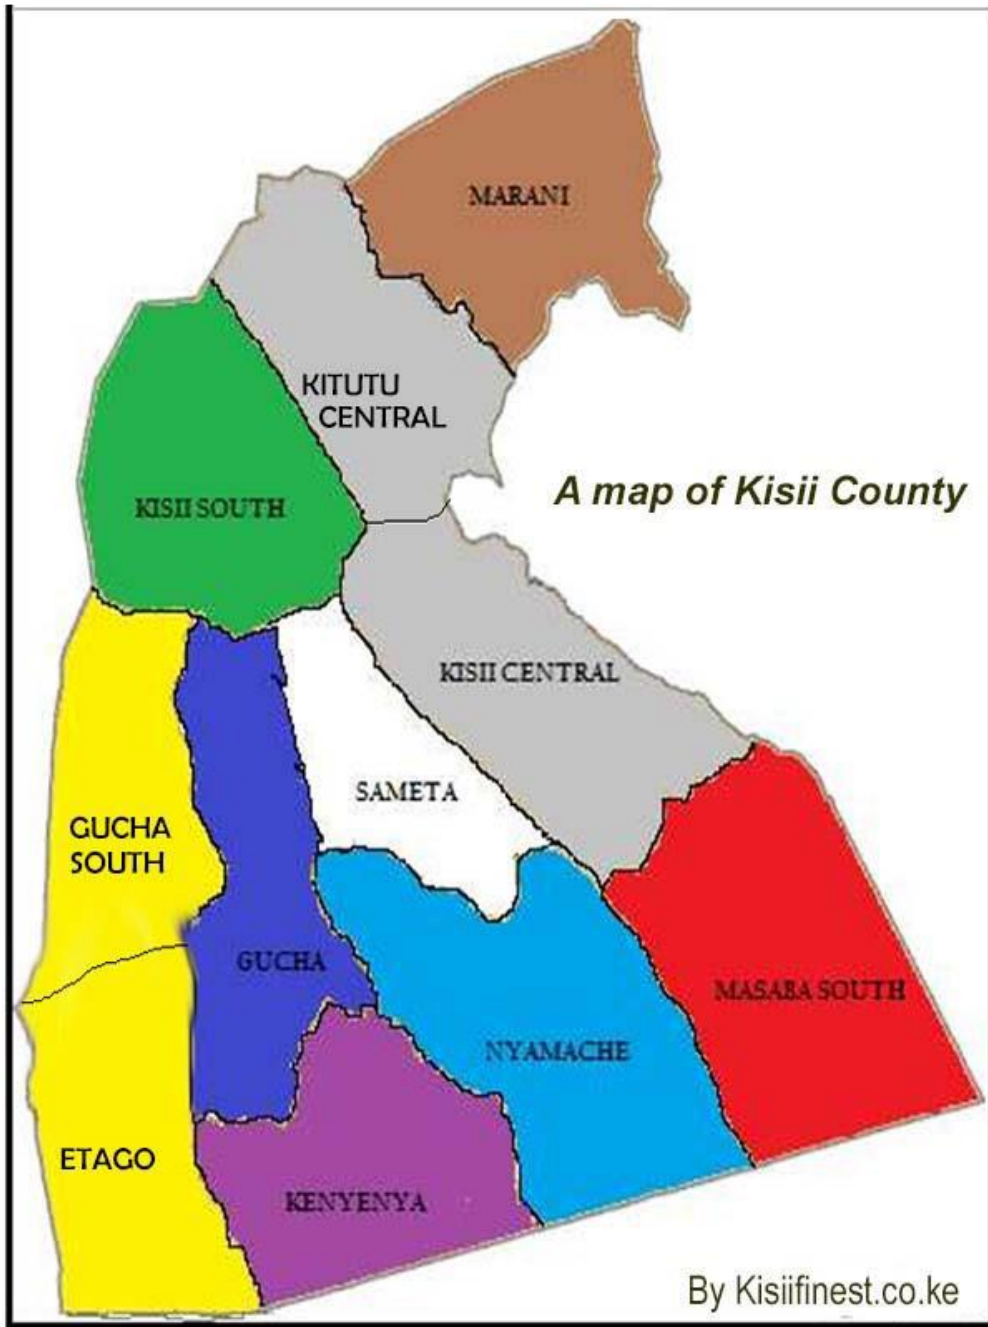 MARANI
KITUTU
CENTRAL
KISII SOUTH
A map of Kisii County
KISII CENTRAL
SAMETA
GUCHA
SOUTH
GUCHA
MASABA SOUTH
NYAMACHE
ETAGO
KENYENYA
By Kisiifinest.co.ke